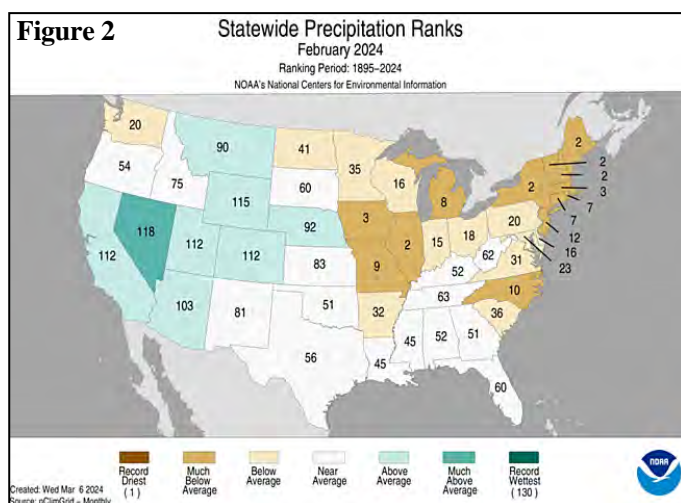 Figure 2
Statewide Precipitation Ranks
February 2024
Ranking Period: 1895–2024
NOAA's National Centers for Environmental Information
20
90
41
35
16
8
2
2
2
3
7
7
12
16
23
54
75
115
60
92
3
2
15
18
20
2
118
112
112
112
83
9
52
62
31
10
103
81
51
32
63
36
56
45
45
52
51
60
Record
Driest
(1)
Much
Below
Average
Below
Average
Near
Average
Above
Average
Much
Above
Average
Record
Wettest
(130)
NOAA
Created: Wed Mar 6 2024
Source: nClimGrid – Monthly